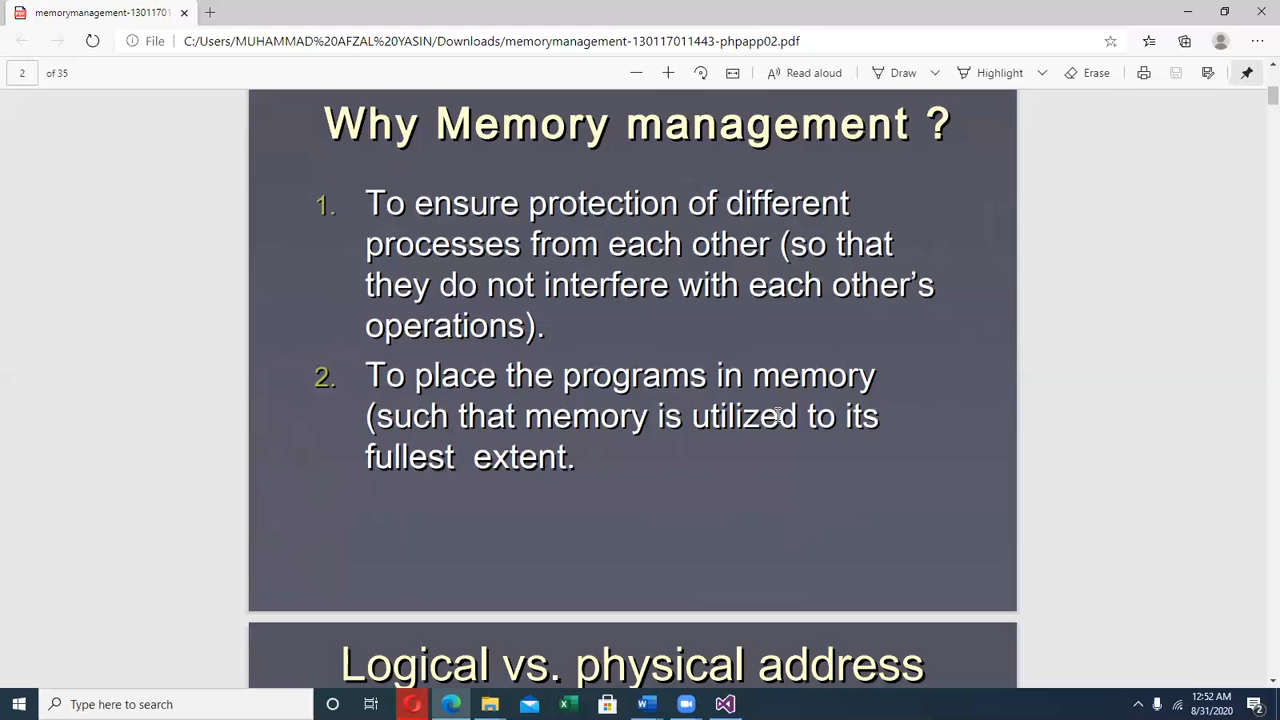 memorymanagement-13011701
File C:/Users/MUHAMMAD%20AFZAL%20YASIN/Downloads/memorymanagement-130117011443-phpapp02.pdf
2 of 35 Read aloud Draw Highlight Erase
Why Memory management ?
1. To ensure protection of different
processes from each other (so that
they do not interfere with each other’s
operations).
2. To place the programs in memory
(such that memory is utilized to its
fullest extent.
Logical vs. physical address
Type here to search
12:52 AM
8/31/2020
2